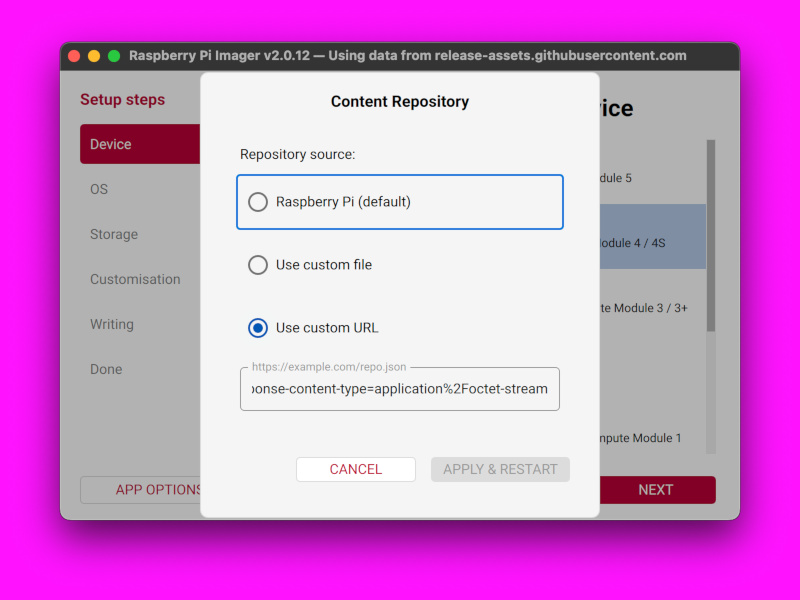 Raspberry Pi Imager v2.0.12 — Using data from release-assets.githubusercontent.com
Setup steps
Device
OS
Storage
Customisation
Writing
Done
APP OPTIONS
Content Repository
Repository source:
Raspberry Pi (default)
Use custom file
Use custom URL
https://example.com/repo.json
ponse-content-type=application%2Foctet-stream
CANCEL
APPLY & RESTART
vice
dule 5
odule 4 / 4S
te Module 3 / 3+
mpute Module 1
NEXT